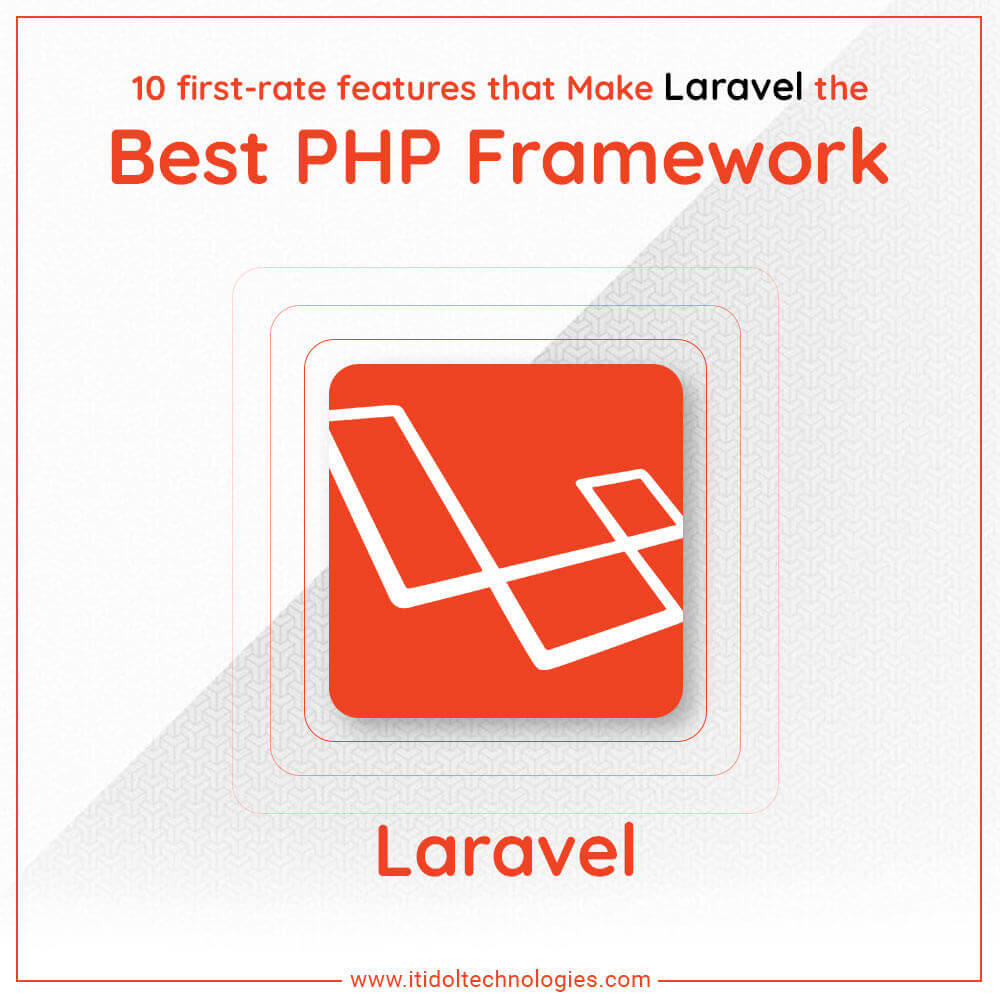 10 first-rate features that Make Laravel the
Best PHP Framework
Laravel
www.itidoltechnologies.com